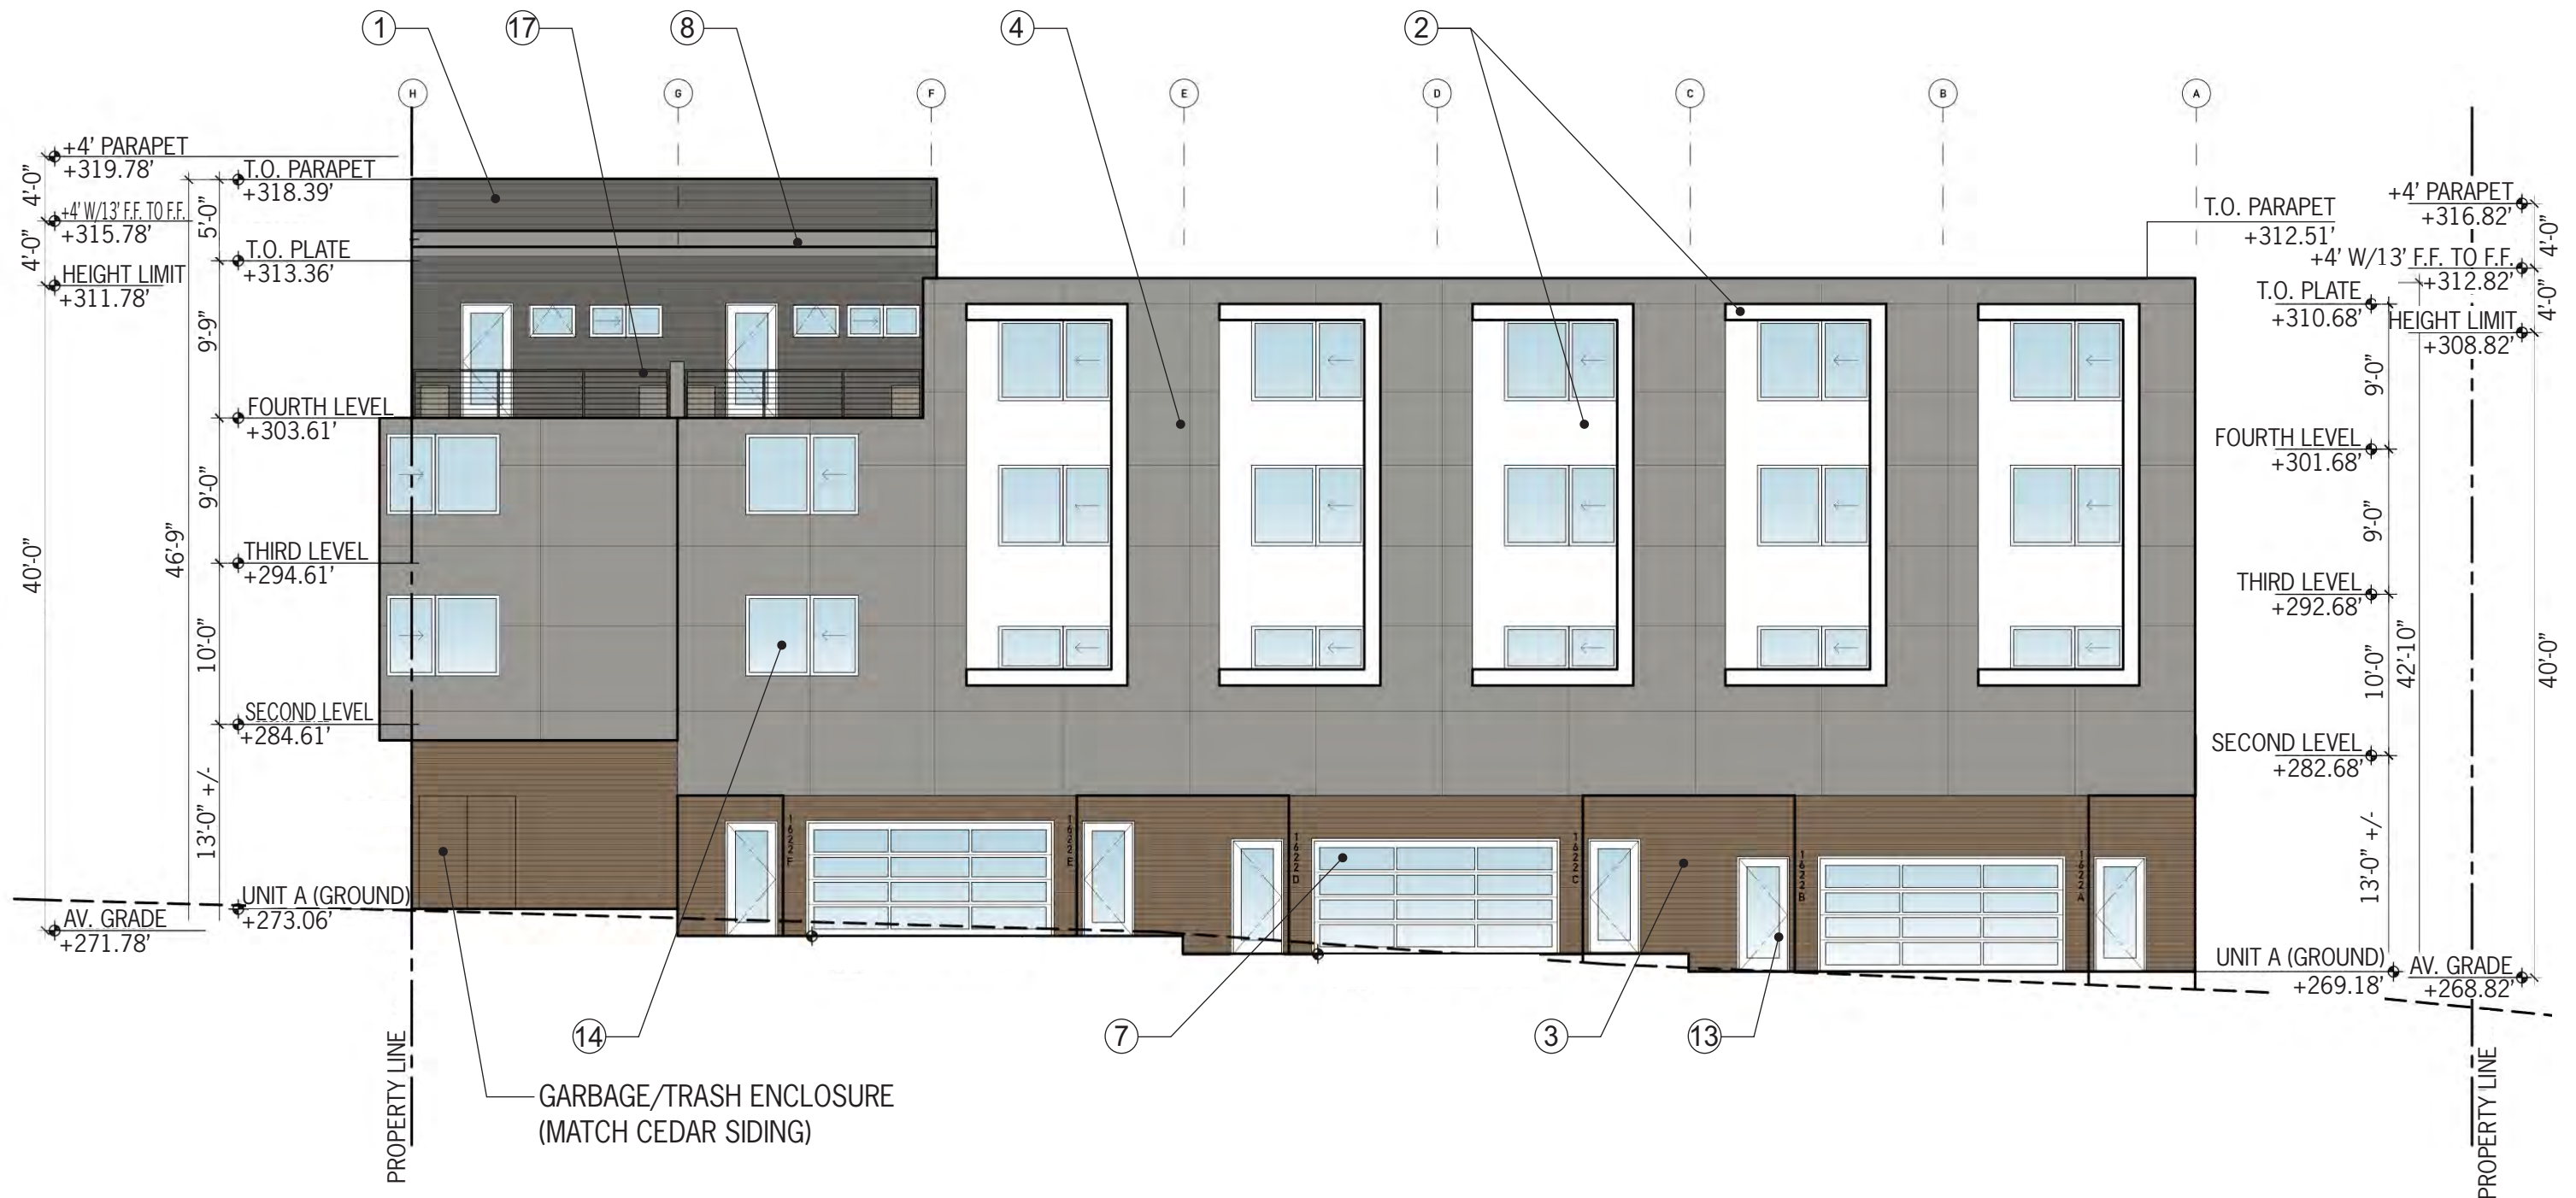 1
17
8
4
2
H
G
F
E
D
C
B
A
+4' PARAPET
+319.78'
4'-0"
+4' W/13' F.F. TO F.F.
+315.78'
4'-0"
HEIGHT LIMIT
+311.78'
40'-0"
AV. GRADE
+271.78'
46'-9"
T.O. PARAPET
+318.39'
5'-0"
T.O. PLATE
+313.36'
9'-9"
FOURTH LEVEL
+303.61'
9'-0"
THIRD LEVEL
+294.61'
10'-0"
SECOND LEVEL
+284.61'
13'-0" +/-
UNIT A (GROUND)
+273.06'
1622F
1622E
1622D
1622C
1622B
1622A
T.O. PARAPET
+312.51'
+4' PARAPET
+316.82'
4'-0"
+4' W/13' F.F. TO F.F.
+312.82'
4'-0"
T.O. PLATE
+310.68'
HEIGHT LIMIT
+308.82'
9'-0"
FOURTH LEVEL
+301.68'
9'-0"
THIRD LEVEL
+292.68'
10'-0"
42'-10"
40'-0"
SECOND LEVEL
+282.68'
13'-0" +/-
UNIT A (GROUND)
+269.18'
AV. GRADE
+268.82'
14
7
3
13
PROPERTY LINE
GARBAGE/TRASH ENCLOSURE
(MATCH CEDAR SIDING)
PROPERTY LINE